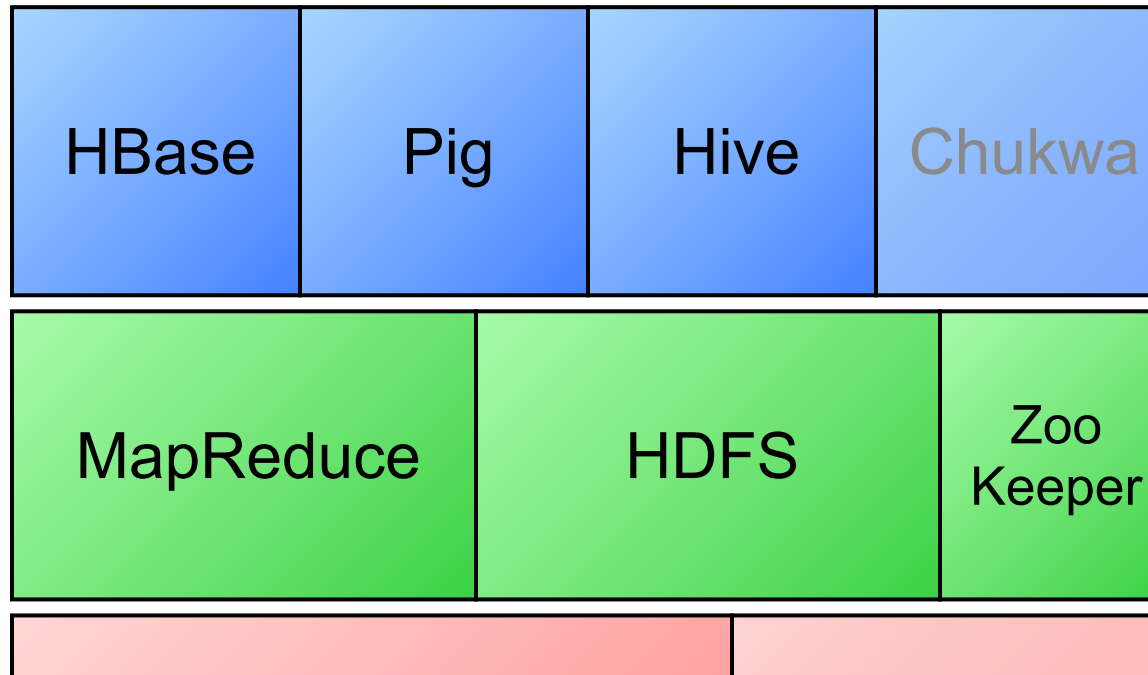 HBase
Pig
Hive
Chukwa
MapReduce
HDFS
Zoo
Keeper